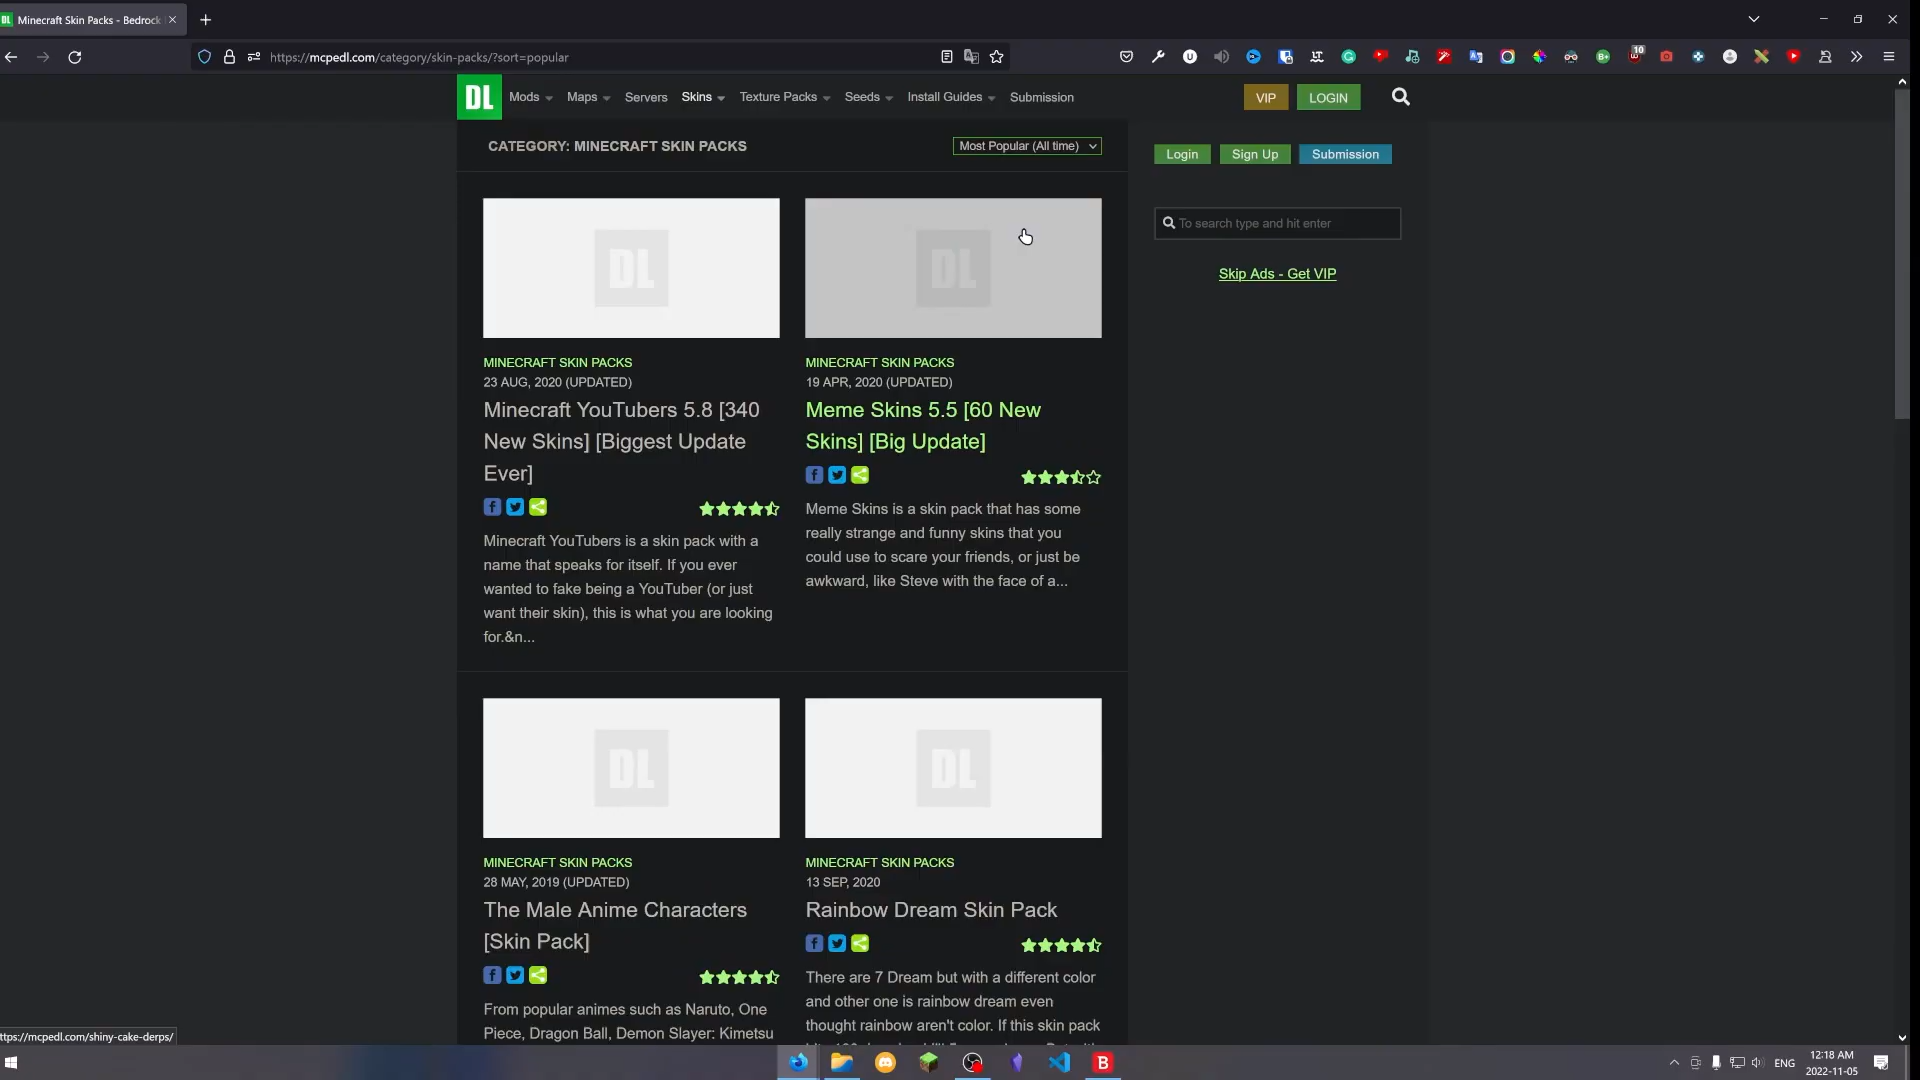 Minecraft Skin Packs - Bedrock
https://mcpedl.com/category/skin-packs/?sort=popular
10
DL Mods Maps Servers Skins Texture Packs Seeds Install Guides Submission VIP LOGIN
CATEGORY: MINECRAFT SKIN PACKS
Most Popular (All time)
Login Sign Up Submission
To search type and hit enter
Skip Ads - Get VIP
DL
MINECRAFT SKIN PACKS
23 AUG, 2020 (UPDATED)
Minecraft YouTubers 5.8 [340
New Skins] [Biggest Update
Ever]
Minecraft YouTubers is a skin pack with a
name that speaks for itself. If you ever
wanted to fake being a YouTuber (or just
want their skin), this is what you are looking
for.&n...
DL
MINECRAFT SKIN PACKS
19 APR, 2020 (UPDATED)
Meme Skins 5.5 [60 New
Skins] [Big Update]
Meme Skins is a skin pack that has some
really strange and funny skins that you
could use to scare your friends, or just be
awkward, like Steve with the face of a...
DL
MINECRAFT SKIN PACKS
28 MAY, 2019 (UPDATED)
The Male Anime Characters
[Skin Pack]
From popular animes such as Naruto, One
Piece, Dragon Ball, Demon Slayer: Kimetsu
DL
MINECRAFT SKIN PACKS
13 SEP, 2020
Rainbow Dream Skin Pack
There are 7 Dream but with a different color
and other one is rainbow dream even
thought rainbow aren't color. If this skin pack
ttps://mcpedl.com/shiny-cake-derps/
ENG
12:18 AM
2022-11-05